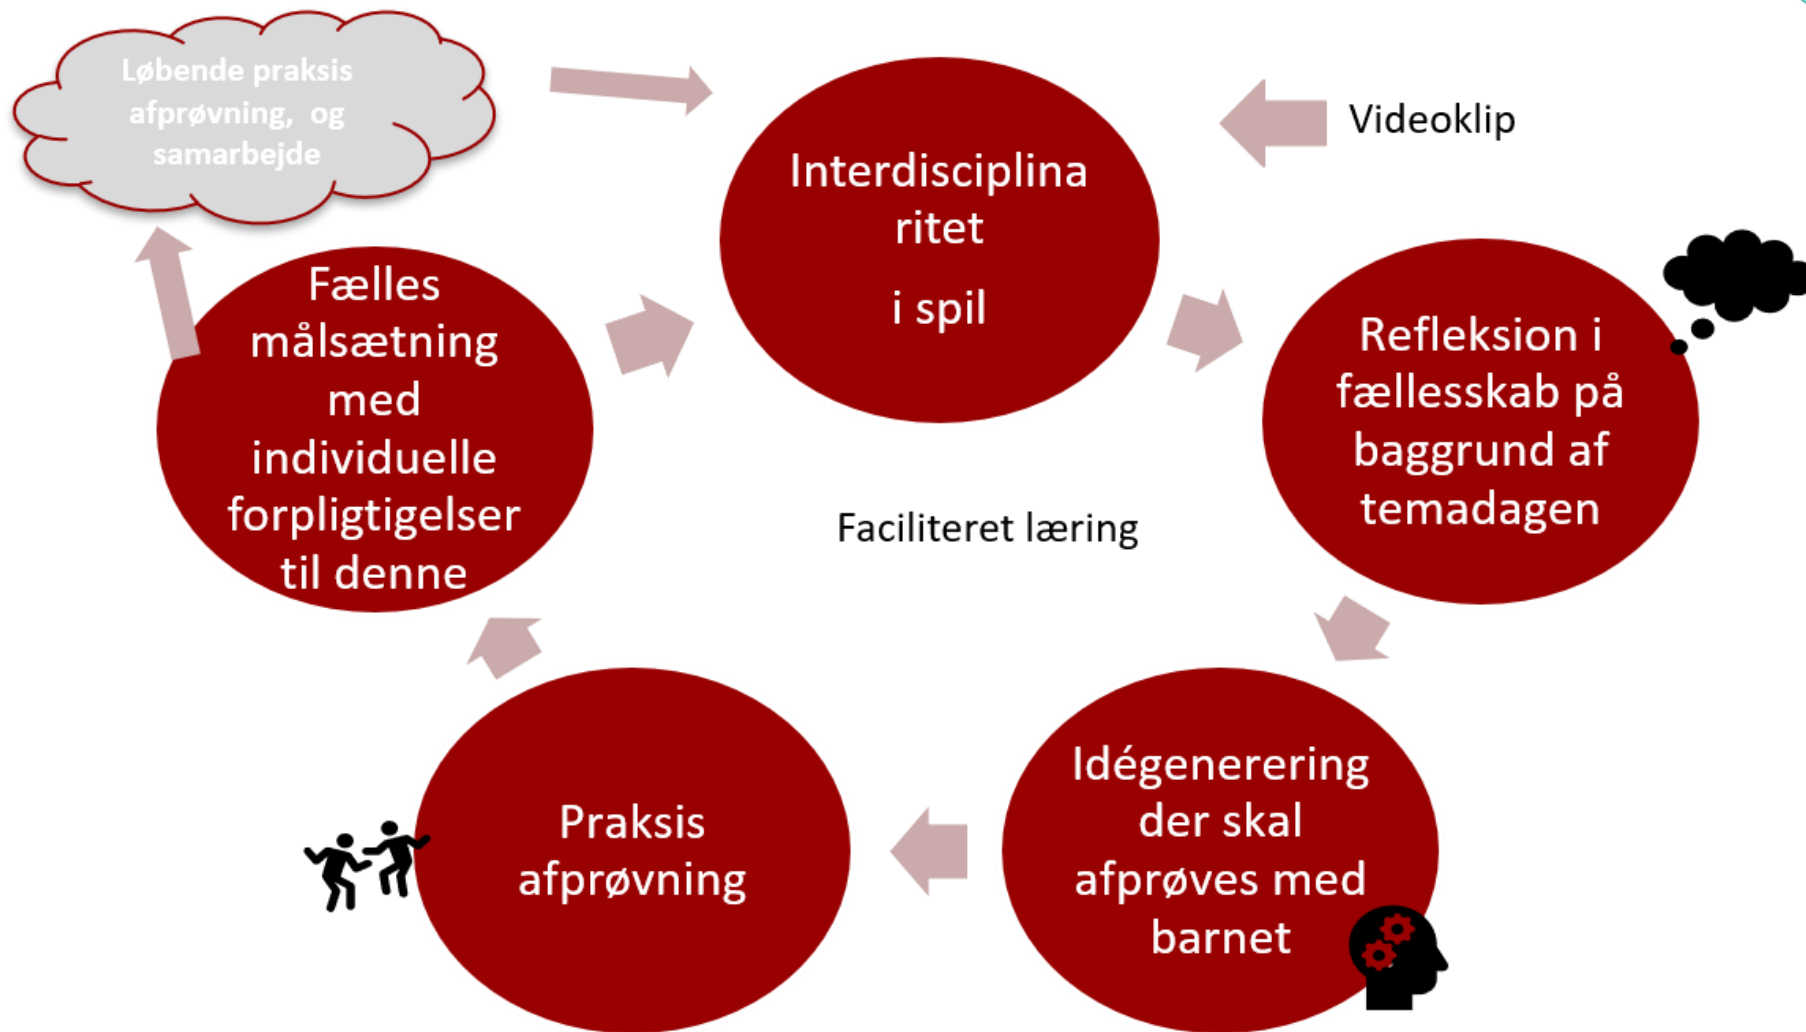 Løbende praksis
afprøvning,  og
samarbejde
Interdisciplina
ritet
i spil
Videoklip
Fælles
målsætning
med
individuelle
forpligtigelser
til denne
Refleksion i
fællesskab på
baggrund af
temadagen
Faciliteret læring
Praksis
afprøvning
Idégenerering
der skal
afprøves med
barnet